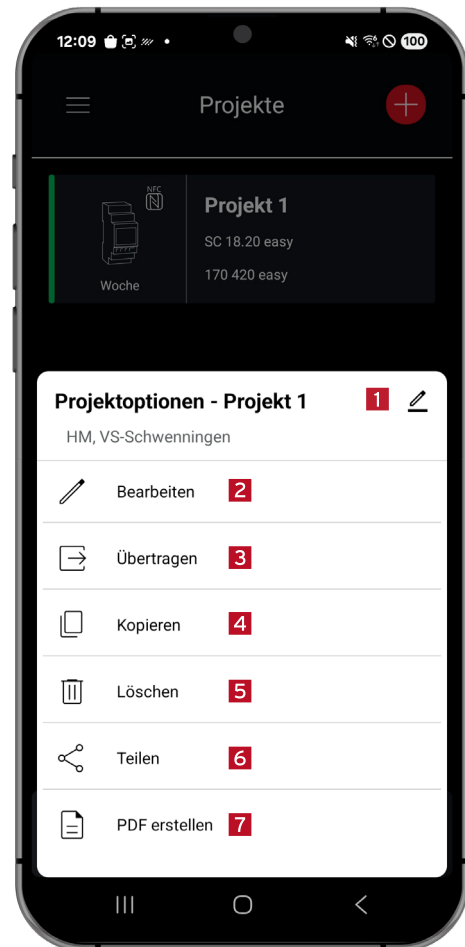 12:09 100
Projekte
NFC
N
Projekt 1
SC 18.20 easy
170 420 easy
Woche
Projektoptionen - Projekt 1 1
HM, VS-Schwenningen
Bearbeiten 2
Übertragen 3
Kopieren 4
Löschen 5
Teilen 6
PDF erstellen 7